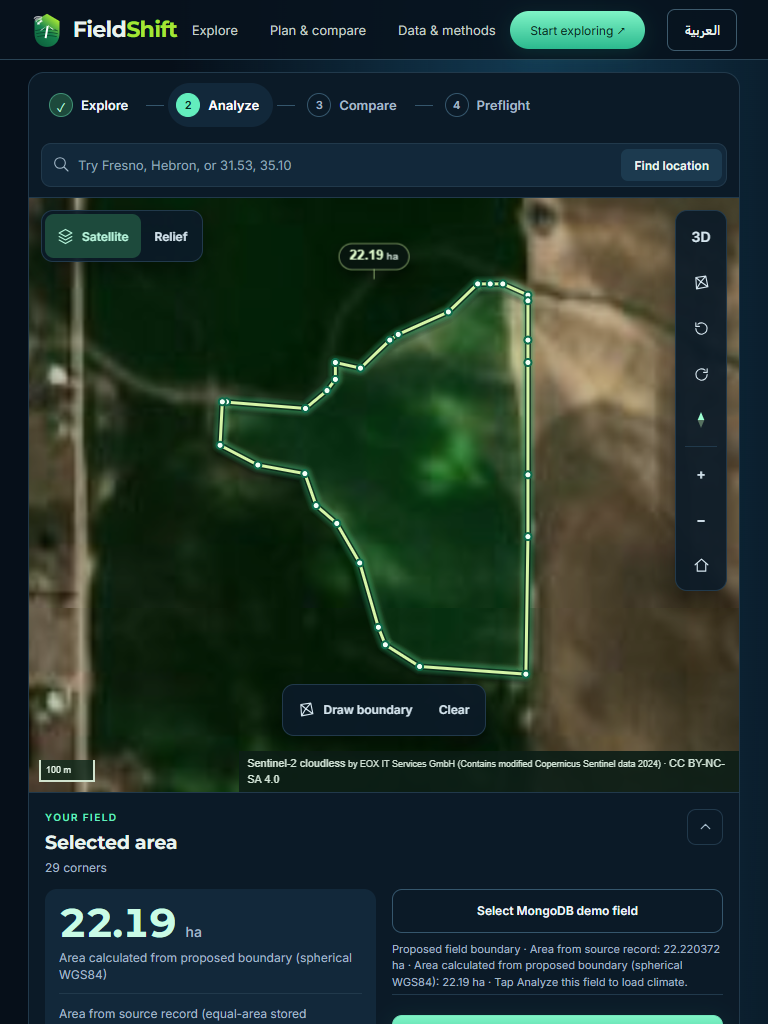 FieldShift
Explore
Plan & compare
Data & methods
Start exploring ↗
العربية
✓ Explore
2 Analyze
3 Compare
4 Preflight
Try Fresno, Hebron, or 31.53, 35.10
Find location
Satellite
Relief
22.19 ha
3D
+
−
Draw boundary
Clear
100 m
Sentinel-2 cloudless by EOX IT Services GmbH (Contains modified Copernicus Sentinel data 2024) · CC BY-NC-
SA 4.0
YOUR FIELD
Selected area
29 corners
22.19 ha
Area calculated from proposed boundary (spherical
WGS84)
Area from source record (equal-area stored
Select MongoDB demo field
Proposed field boundary · Area from source record: 22.220372
ha · Area calculated from proposed boundary (spherical
WGS84): 22.19 ha · Tap Analyze this field to load climate.